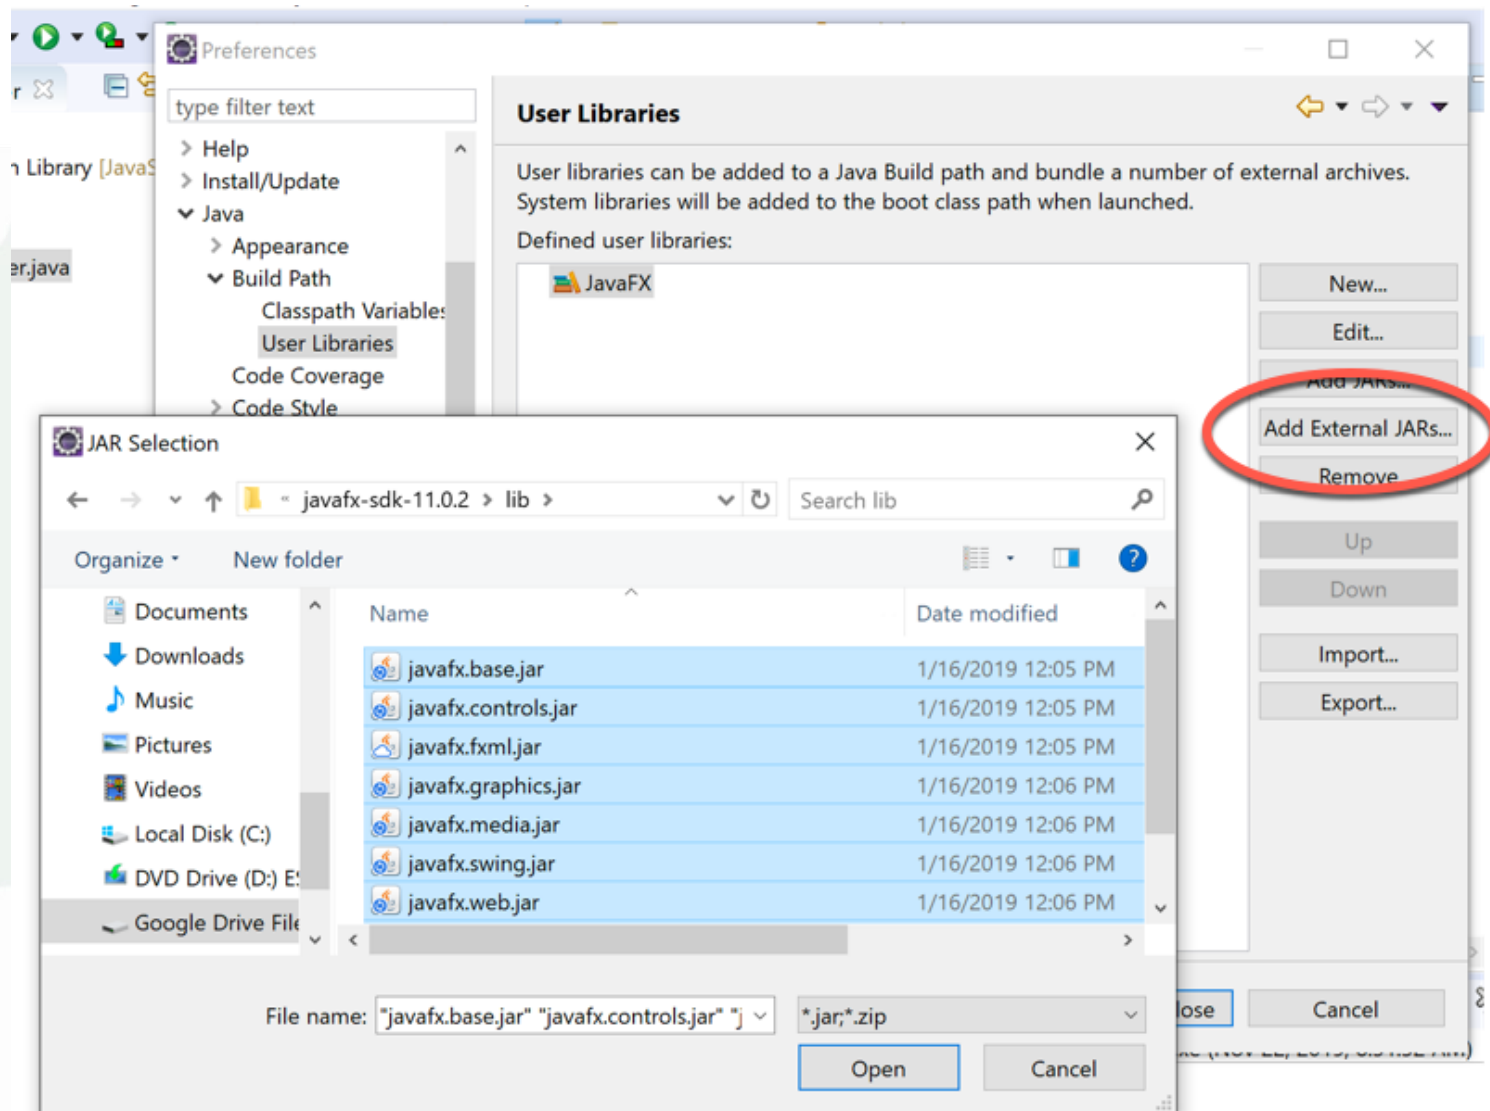 Preferences
type filter text
User Libraries
Help
Install/Update
Java
Appearance
Build Path
Classpath Variables
User Libraries
Code Coverage
Code Style
Library [Java
er.java
User libraries can be added to a Java Build path and bundle a number of external archives.
System libraries will be added to the boot class path when launched.
Defined user libraries:
JavaFX
New...
Edit...
Add JARs...
Add External JARs...
Remove
Up
Down
Import...
Export...
JAR Selection
« javafx-sdk-11.0.2 > lib >
Search lib
Organize
New folder
Documents
Downloads
Music
Pictures
Videos
Local Disk (C:)
DVD Drive (D:) E
Google Drive File
Name Date modified
javafx.base.jar 1/16/2019 12:05 PM
javafx.controls.jar 1/16/2019 12:05 PM
javafx.fxml.jar 1/16/2019 12:05 PM
javafx.graphics.jar 1/16/2019 12:06 PM
javafx.media.jar 1/16/2019 12:06 PM
javafx.swing.jar 1/16/2019 12:06 PM
javafx.web.jar 1/16/2019 12:06 PM
File name: "javafx.base.jar" "javafx.controls.jar" "j
*.jar;*.zip
Open
Cancel
lose
Cancel